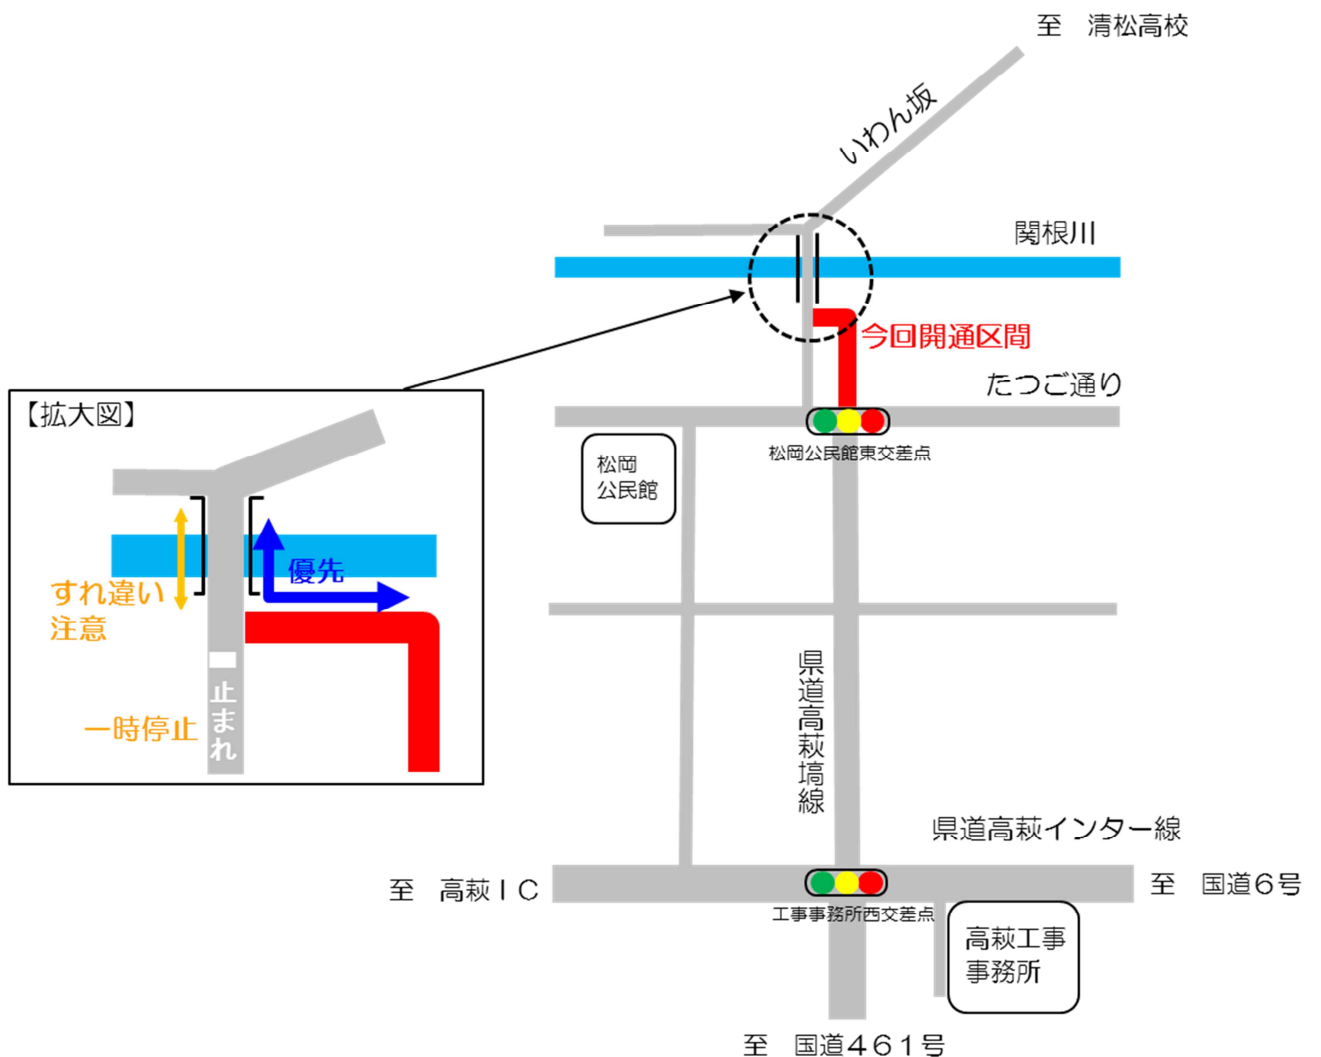 至　清松高校
いわん坂
関根川
今回開通区間
たつご通り
松岡公民館東交差点
松岡
公民館
【拡大図】
優先
すれ違い
注意
一時停止
止まれ
県道高萩塙線
県道高萩インター線
至　高萩ＩＣ
至　国道６号
工事事務所西交差点
高萩工事
事務所
至　国道４６１号